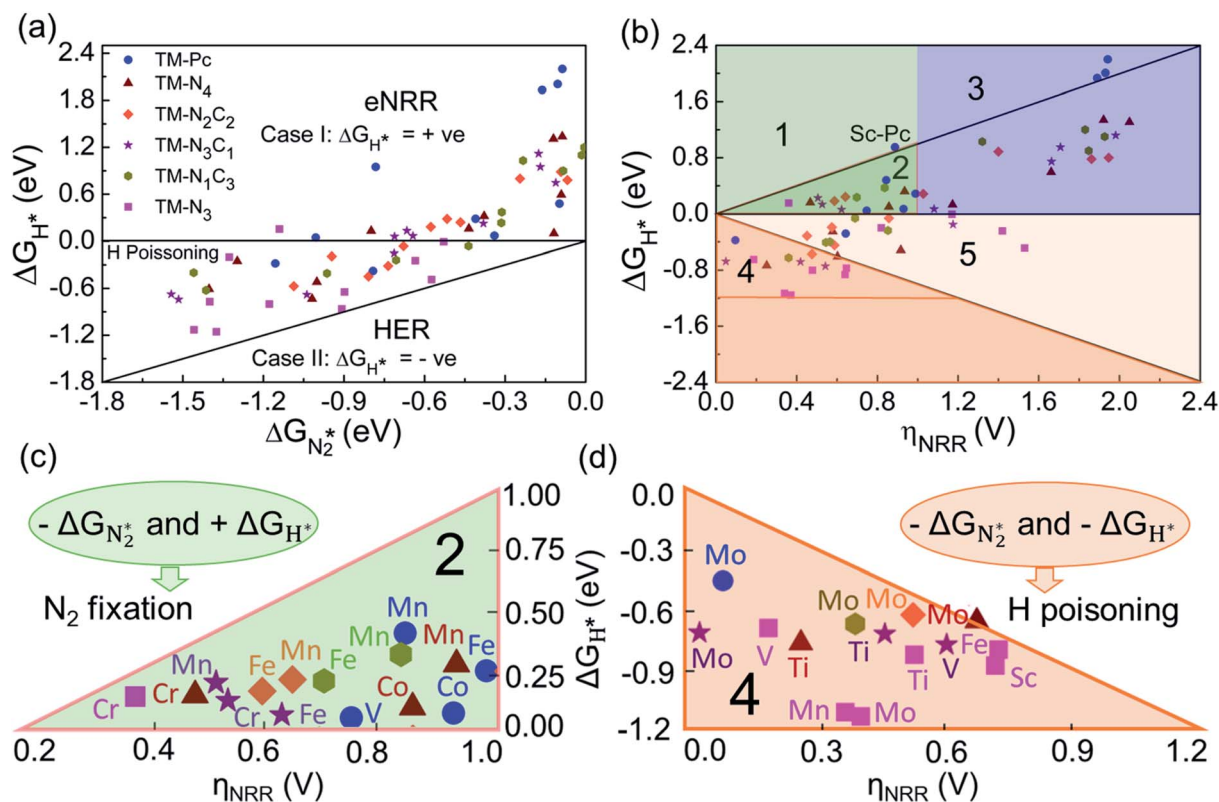 (a)
2.4
1.8
1.2
0.6
0.0
-0.6
-1.2
-1.8
ΔG_H* (eV)
TM-Pc
TM-N₄
TM-N₂C₂
TM-N₃C₁
TM-N₁C₃
TM-N₃
eNRR
Case I: ΔG_H* = + ve
H Poissoning
HER
Case II: ΔG_H* = - ve
-1.8 -1.5 -1.2 -0.9 -0.6 -0.3 0.0
ΔG_N₂* (eV)
(b)
2.4
1.2
0.0
-1.2
-2.4
ΔG_H* (eV)
1
Sc-Pc
2
3
4
5
0.0 0.4 0.8 1.2 1.6 2.0 2.4
η_NRR (V)
(c)
- ΔG_N₂* and + ΔG_H*
N₂ fixation
2
1.00
0.75
0.50
0.25
0.00
ΔG_H* (eV)
Mn
Mn
Mn
Fe
Mn
Fe
Fe
Mn
Cr
Cr
Cr
Fe
V
Co
Co
0.2 0.4 0.6 0.8 1.0
η_NRR (V)
(d)
- ΔG_N₂* and - ΔG_H*
H poisoning
4
0.0
-0.3
-0.6
-0.9
-1.2
Mo
Mo
Mo
Mo
Mo
V
Ti
Ti
Ti
V
Fe
Sc
Mn
Mo
0.0 0.3 0.6 0.9 1.2
η_NRR (V)